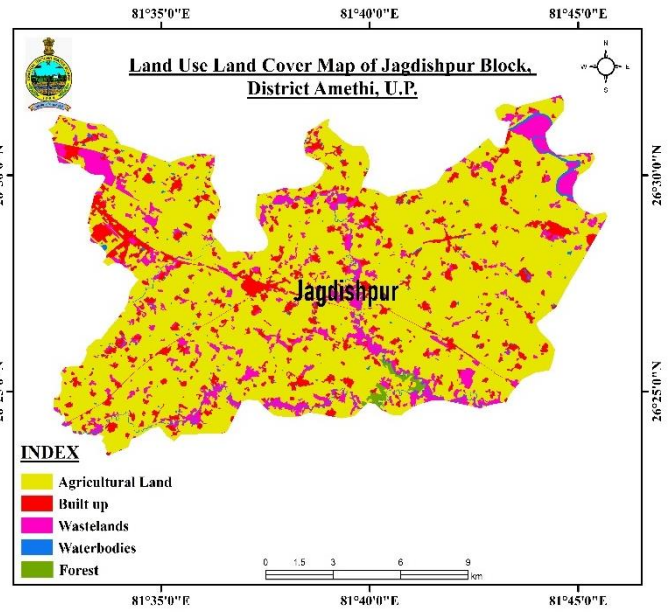 81°35'0"E 81°40'0"E 81°45'0"E
Land Use Land Cover Map of Jagdishpur Block,
District Amethi, U.P.
N
W E
S
26°30'0"N
Jagdishpur
26°25'0"N
INDEX
Agricultural Land
Built up
Wastelands
Waterbodies
Forest
0 1.5 3 6 9
km
81°35'0"E 81°40'0"E 81°45'0"E